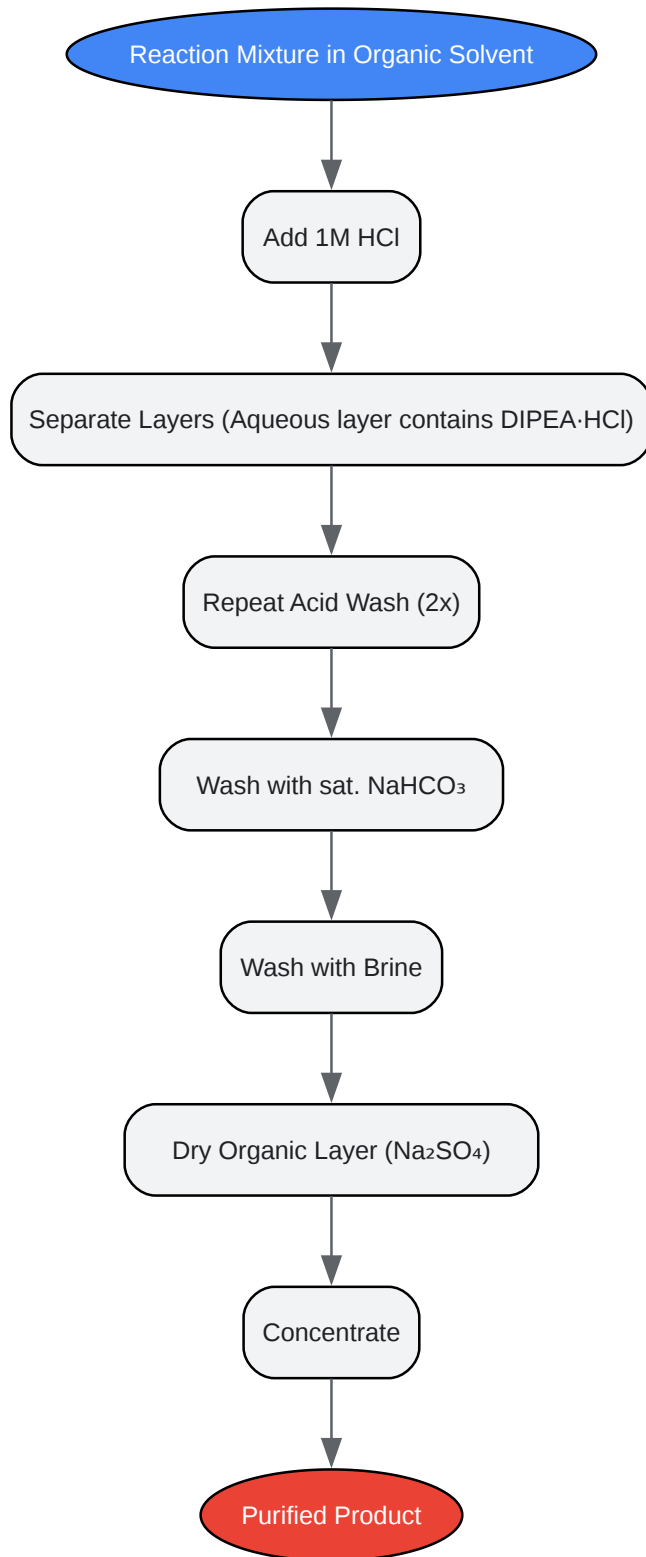 Reaction Mixture in Organic Solvent
Add 1M HCl
Separate Layers (Aqueous layer contains DIPEA·HCl)
Repeat Acid Wash (2x)
Wash with sat. NaHCO₃
Wash with Brine
Dry Organic Layer (Na₂SO₄)
Concentrate
Purified Product